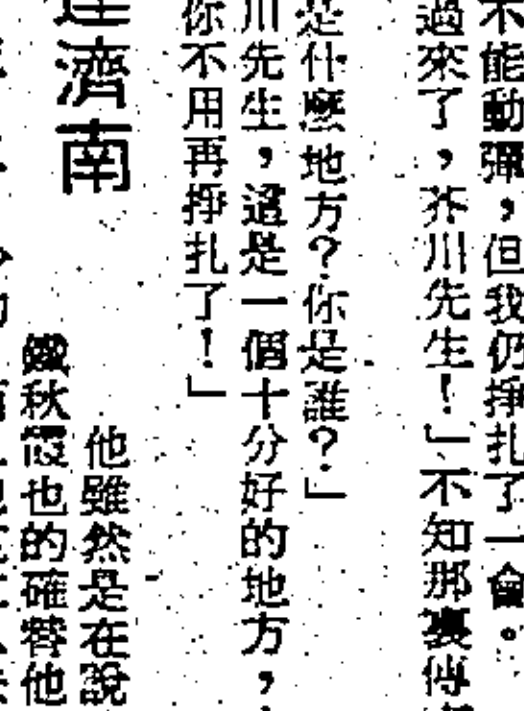 不能動彈，但我仍掙扎了一會。
過來了，芥川先生！」不知那裏傳
是什麼地方？你是誰？」
川先生，這是一個十分好的地方，
你不用再掙扎了！」
達濟南
他雖然是在說
鐵秋霞也的確替他